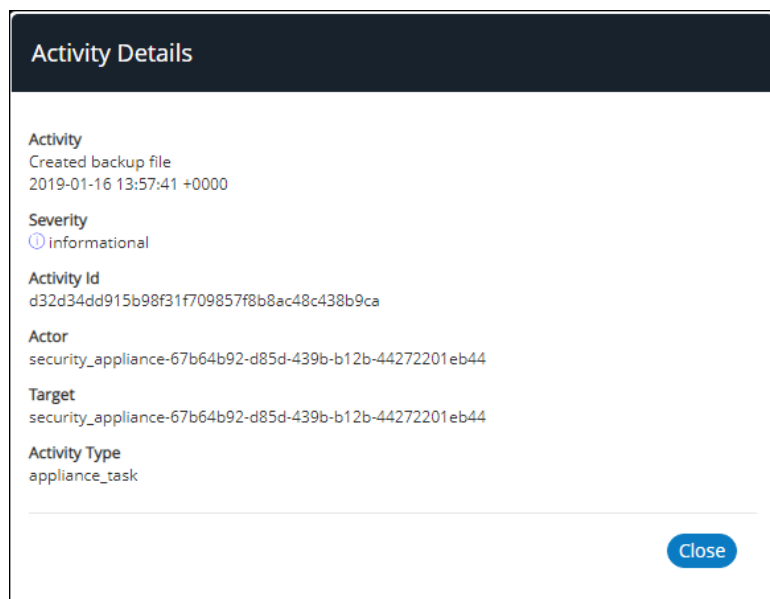 Activity Details
Activity
Created backup file
2019-01-16 13:57:41 +0000
Severity
informational
Activity Id
d32d34dd915b98f31f709857f8b8ac48c438b9ca
Actor
security_appliance-67b64b92-d85d-439b-b12b-44272201eb44
Target
security_appliance-67b64b92-d85d-439b-b12b-44272201eb44
Activity Type
appliance_task
Close